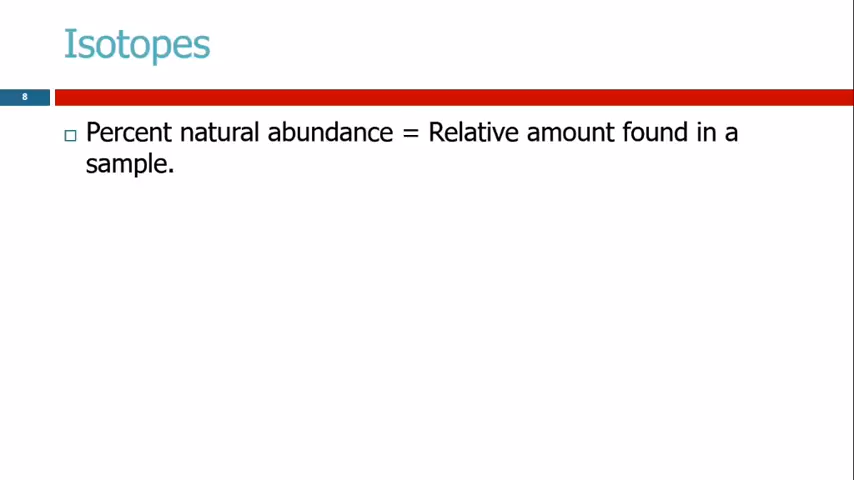 Isotopes
8
Percent natural abundance = Relative amount found in a
sample.